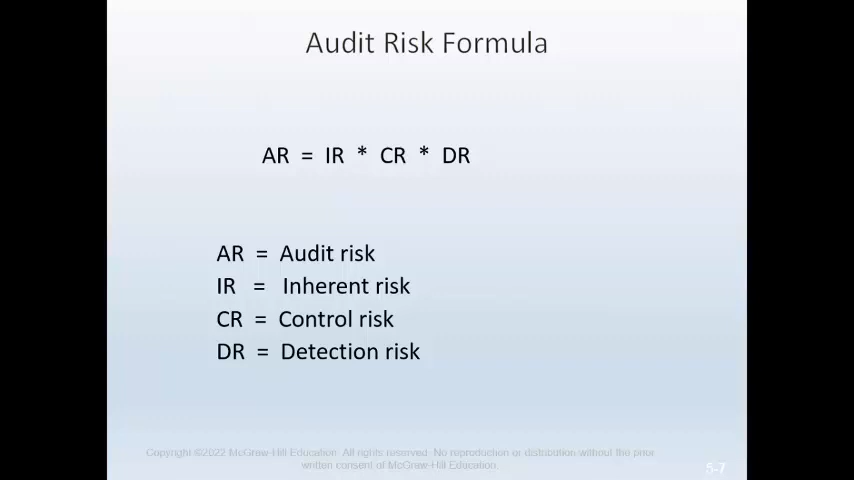 Audit Risk Formula
AR = IR * CR * DR
AR = Audit risk
IR = Inherent risk
CR = Control risk
DR = Detection risk
Copyright ©2022 McGraw-Hill Education. All rights reserved. No reproduction or distribution without the prior
written consent of McGraw-Hill Education.
5-7